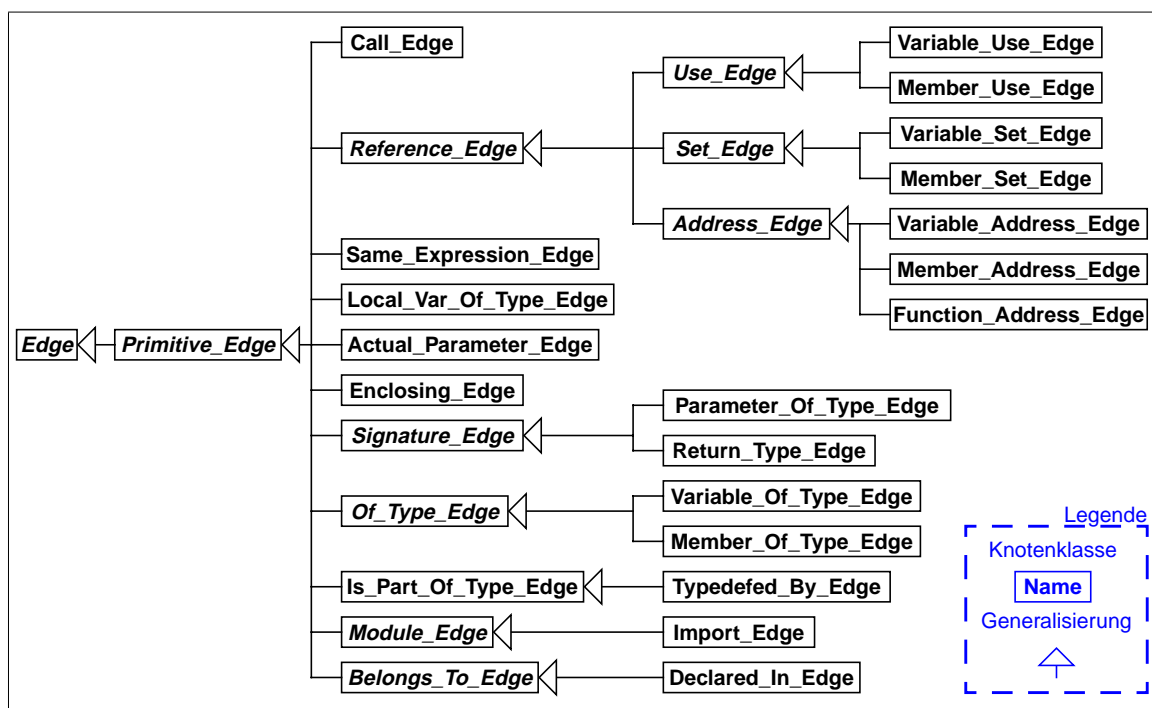 Call_Edge
Variable_Use_Edge
Use_Edge
Member_Use_Edge
Variable_Set_Edge
Reference_Edge
Set_Edge
Member_Set_Edge
Address_Edge
Variable_Address_Edge
Same_Expression_Edge
Member_Address_Edge
Local_Var_Of_Type_Edge
Function_Address_Edge
Edge
Primitive_Edge
Actual_Parameter_Edge
Enclosing_Edge
Parameter_Of_Type_Edge
Signature_Edge
Return_Type_Edge
Variable_Of_Type_Edge
Of_Type_Edge
Member_Of_Type_Edge
Is_Part_Of_Type_Edge
Typedefed_By_Edge
Module_Edge
Import_Edge
Belongs_To_Edge
Declared_In_Edge
Legende
Knotenklasse
Name
Generalisierung